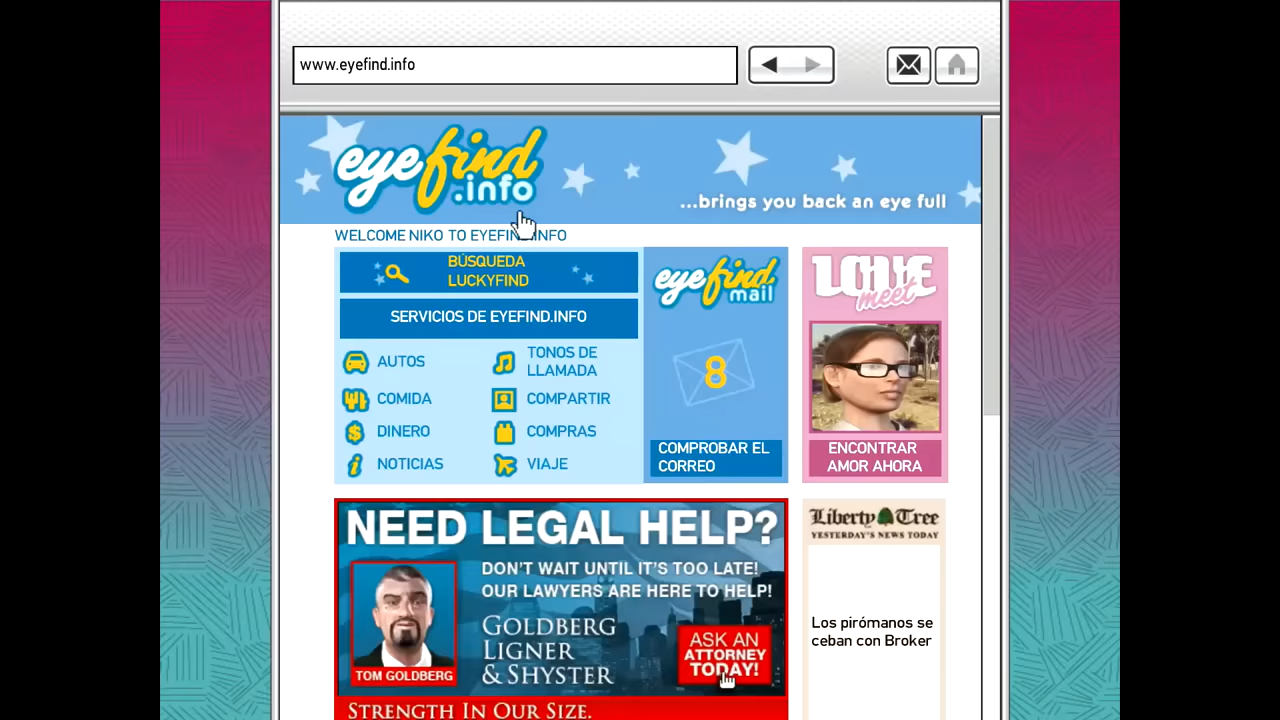 www.eyefind.info
eyefind
.info
...brings you back an eye full
WELCOME NIKO TO EYEFIND.INFO
BÚSQUEDA
LUCKYFIND
SERVICIOS DE EYEFIND.INFO
AUTOS
TONOS DE
LLAMADA
COMIDA
COMPARTIR
DINERO
COMPRAS
NOTICIAS
VIAJE
eyefind
mail
8
COMPROBAR EL
CORREO
LOVE
meet
ENCONTRAR
AMOR AHORA
NEED LEGAL HELP?
DON'T WAIT UNTIL IT'S TOO LATE!
OUR LAWYERS ARE HERE TO HELP!
GOLDBERG
LIGNER
& SHYSTER
TOM GOLDBERG
ASK AN
ATTORNEY
TODAY!
STRENGTH IN OUR SIZE.
LIBERTY TREE
YESTERDAY'S NEWS TODAY
Los pirómanos se
ceban con Broker